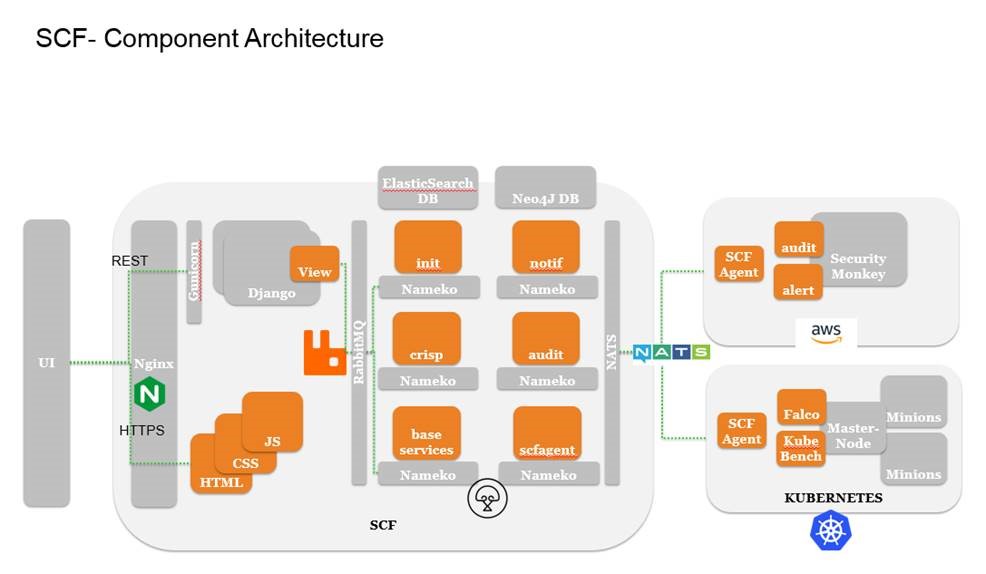 SCF- Component Architecture
ElasticSearch
DB
Neo4J DB
REST
Gunicorn
View
Django
init
notif
Nameko
Nameko
UI
Nginx
RabbitMQ
crisp
audit
Nameko
Nameko
NATS
NATS
HTTPS
JS
CSS
HTML
base
services
scfagent
Nameko
Nameko
SCF
SCF
Agent
audit
alert
Security
Monkey
aws
SCF
Agent
Falco
Kube
Bench
Master-
Node
Minions
Minions
KUBERNETES